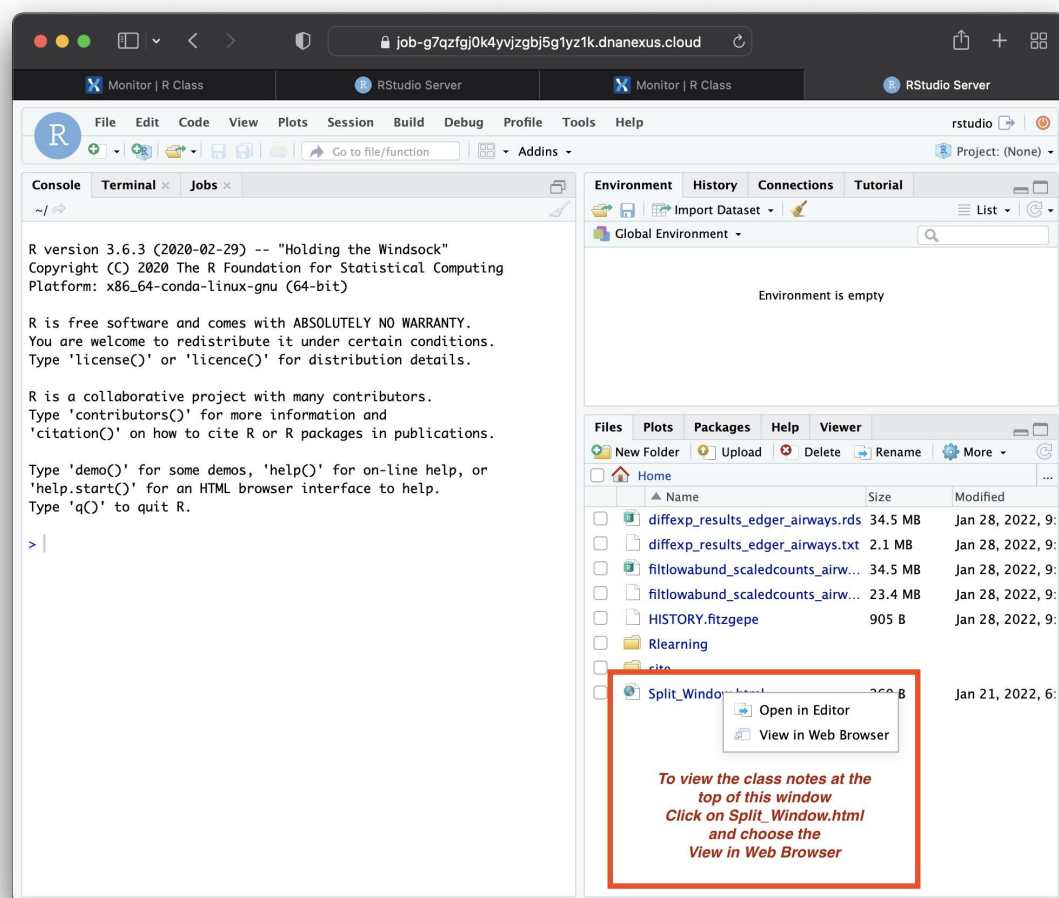 job-g7qzfgj0k4yvjzgbj5g1yz1k.dnanexus.cloud
Monitor | R Class
RStudio Server
Monitor | R Class
RStudio Server
R
File Edit Code View Plots Session Build Debug Profile Tools Help
rstudio
Go to file/function
Addins
Project: (None)
Console Terminal Jobs
~/
R version 3.6.3 (2020-02-29) -- "Holding the Windsock"
Copyright (C) 2020 The R Foundation for Statistical Computing
Platform: x86_64-conda-linux-gnu (64-bit)
R is free software and comes with ABSOLUTELY NO WARRANTY.
You are welcome to redistribute it under certain conditions.
Type 'license()' or 'licence()' for distribution details.
R is a collaborative project with many contributors.
Type 'contributors()' for more information and
'citation()' on how to cite R or R packages in publications.
Type 'demo()' for some demos, 'help()' for on-line help, or
'help.start()' for an HTML browser interface to help.
Type 'q()' to quit R.
>
Environment History Connections Tutorial
Import Dataset
List
Global Environment
Environment is empty
Files Plots Packages Help Viewer
New Folder Upload Delete Rename More
Home ...
Name Size Modified
diffexp_results_edger_airways.rds 34.5 MB Jan 28, 2022, 9:
diffexp_results_edger_airways.txt 2.1 MB Jan 28, 2022, 9:
filtlowabund_scaledcounts_airw... 34.5 MB Jan 28, 2022, 9:
filtlowabund_scaledcounts_airw... 23.4 MB Jan 28, 2022, 9:
HISTORY.fitzgepe 905 B Jan 28, 2022, 9:
Rlearning
site
Split_Window.html B Jan 21, 2022, 6:
Open in Editor
View in Web Browser
To view the class notes at the
top of this window
Click on Split_Window.html
and choose the
View in Web Browser